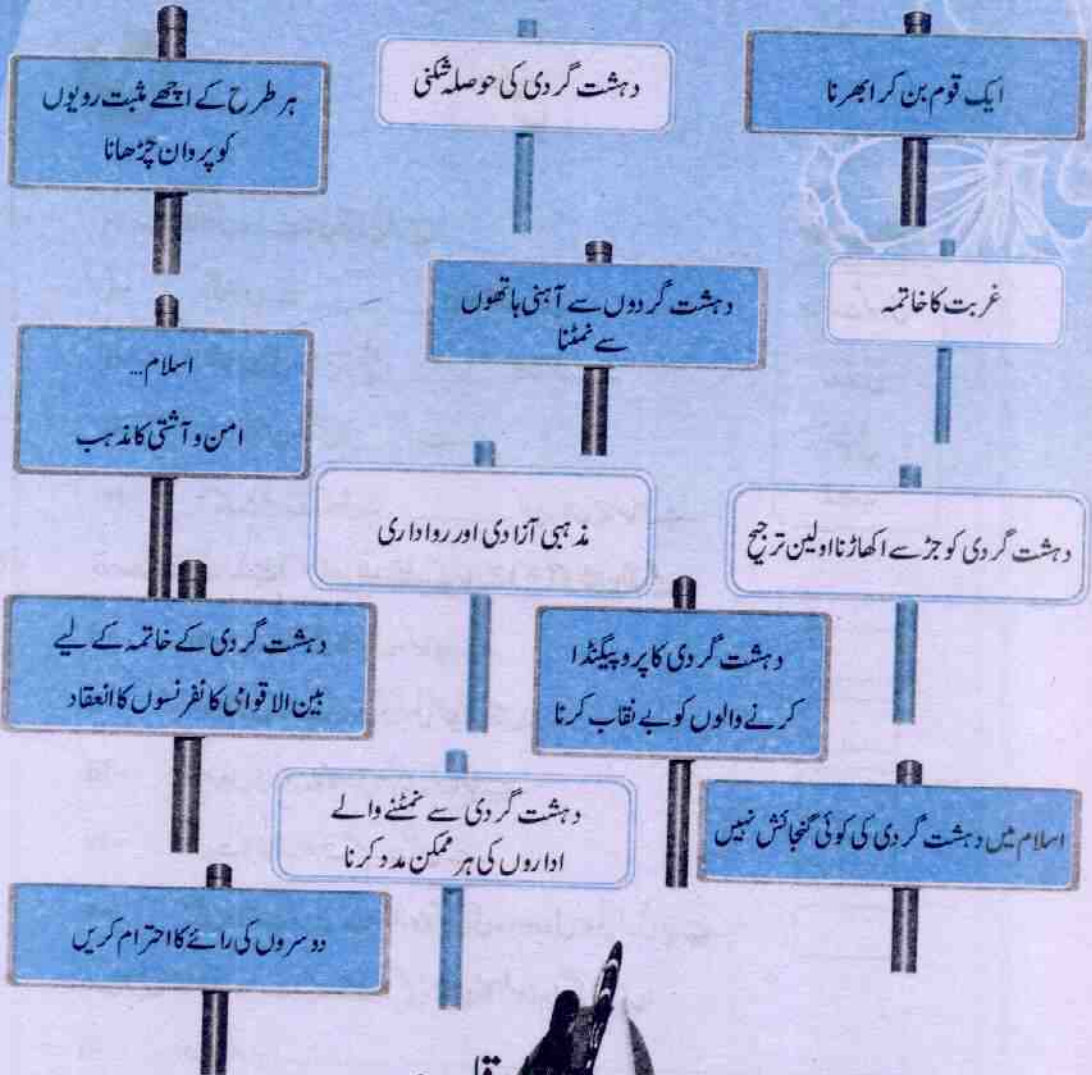 ایک قوم بن کر ابھرنا
دہشت گردی کی حوصلہ شکنی
ہر طرح کے اچھے مثبت رویوں
کو پروان چڑھانا
غربت کا خاتمہ
دہشت گردوں سے آہنی ہاتھوں
سے نمٹنا
اسلام...
امن و آشتی کا مذہب
دہشت گردی کو جڑ سے اکھاڑنا اولین ترجیح
مذہبی آزادی اور رواداری
دہشت گردی کا پروپیگنڈا
کرنے والوں کو بے نقاب کرنا
دہشت گردی کے خاتمہ کے لیے
بین الاقوامی کانفرنسوں کا انعقاد
اسلام میں دہشت گردی کی کوئی گنجائش نہیں
دہشت گردی سے نمٹنے والے
اداروں کی ہر ممکن مدد کرنا
دوسروں کی رائے کا احترام کریں